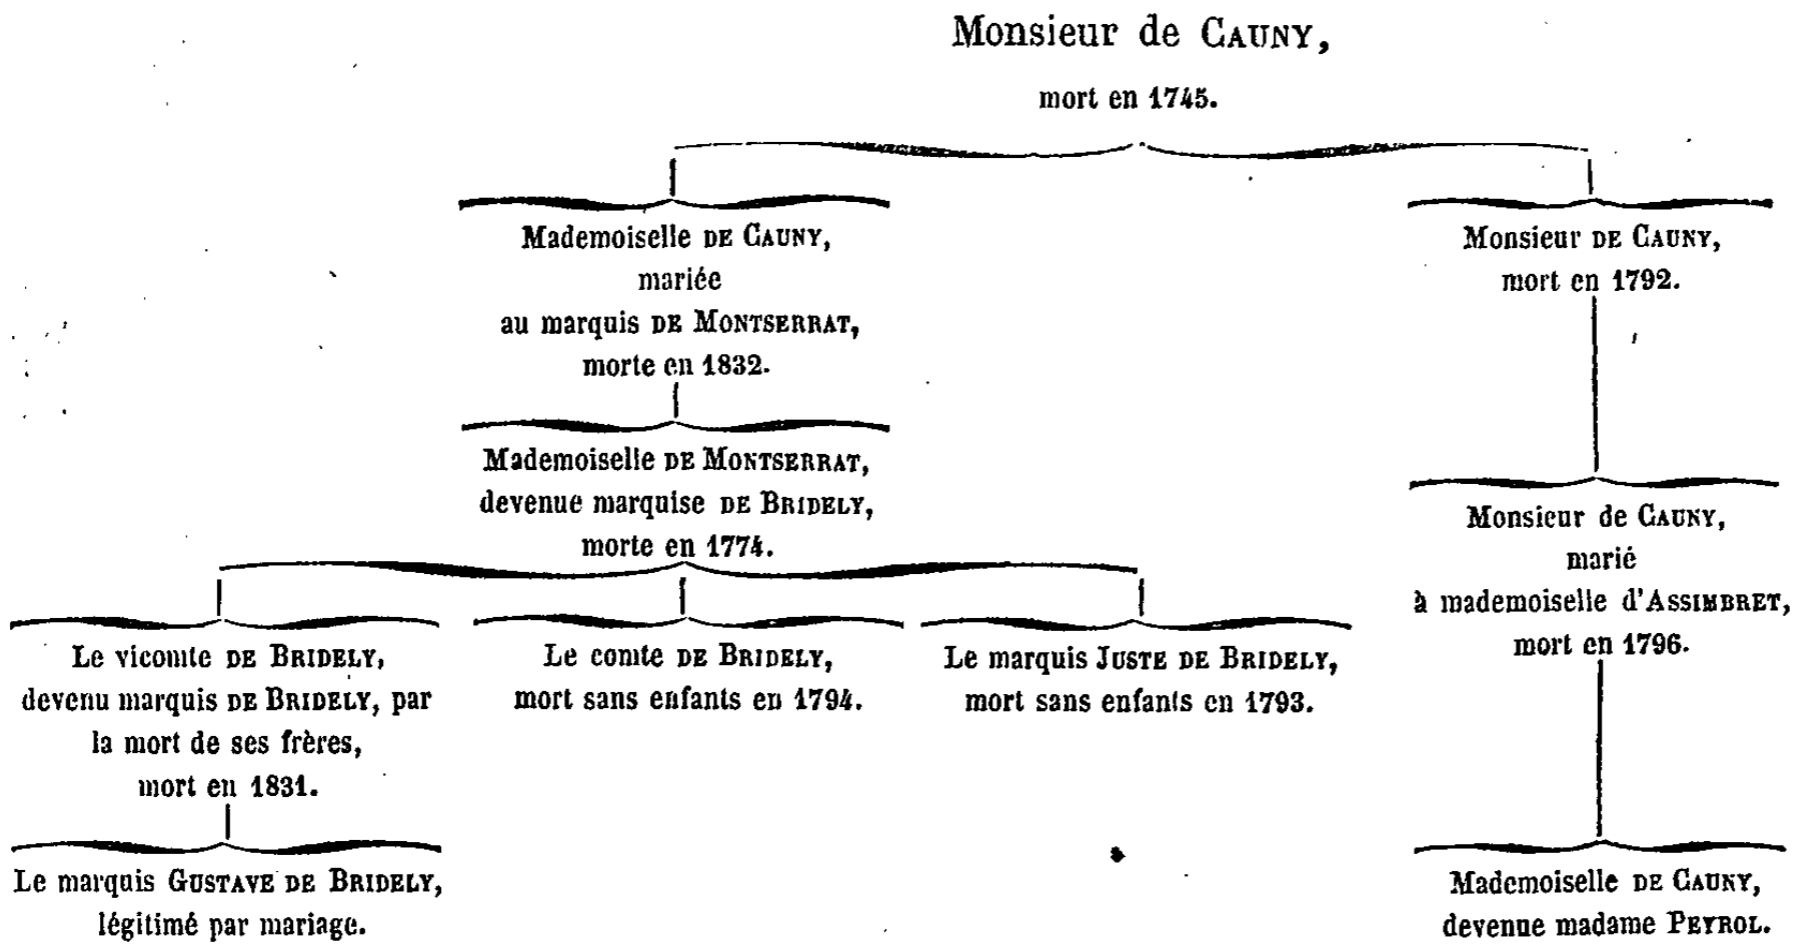 Monsieur de CAUNY,
mort en 1745.
Mademoiselle DE CAUNY,
mariée
au marquis DE MONTSERRAT,
morte en 1832.
Monsieur DE CAUNY,
mort en 1792.
Mademoiselle DE MONTSERRAT,
devenue marquise DE BRIDELY,
morte en 1774.
Monsieur de CAUNY,
marié
à mademoiselle d'ASSIMBRET,
mort en 1796.
Le vicomte DE BRIDELY,
devenu marquis DE BRIDELY, par
la mort de ses frères,
mort en 1831.
Le comte DE BRIDELY,
mort sans enfants en 1794.
Le marquis JUSTE DE BRIDELY,
mort sans enfants en 1793.
Le marquis GUSTAVE DE BRIDELY,
légitimé par mariage.
Mademoiselle DE CAUNY,
devenue madame PEYROL.